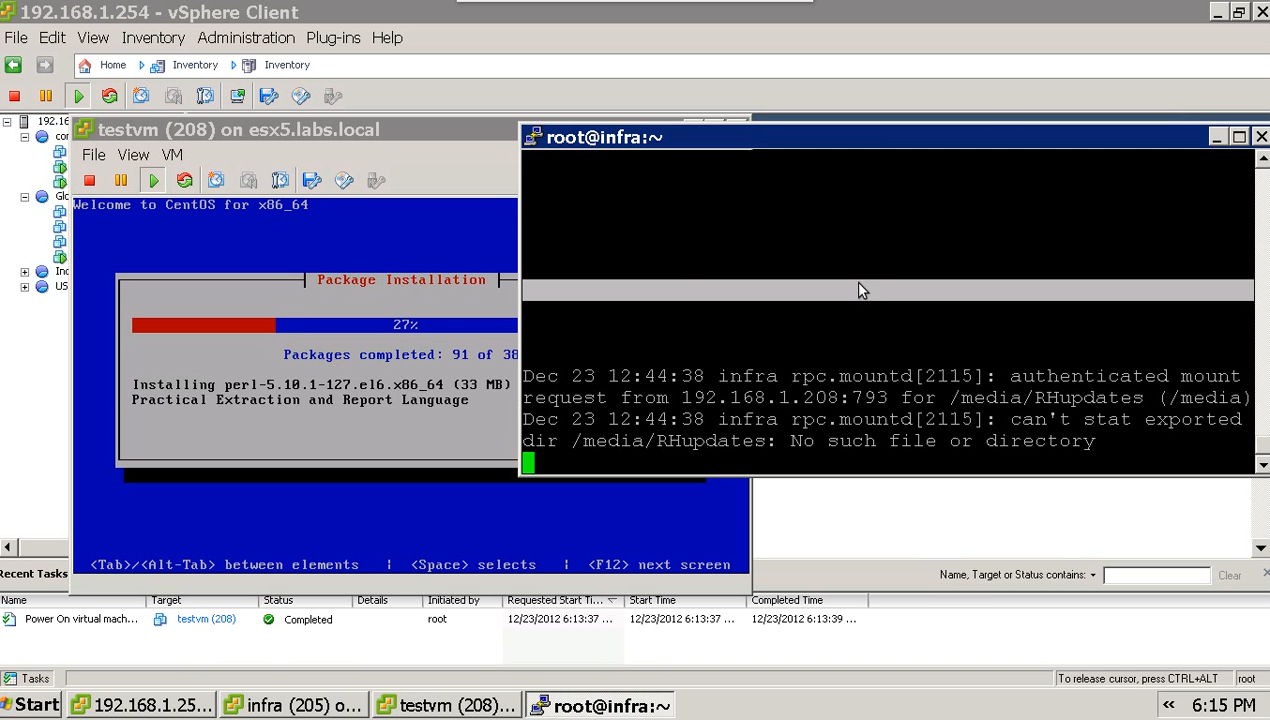 192.168.1.254 - vSphere Client
File Edit View Inventory Administration Plug-ins Help
Home Inventory Inventory
192.16
co
Glo
Inc
US
testvm (208) on esx5.labs.local
File View VM
Welcome to CentOS for x86_64
Package Installation
27%
Packages completed: 91 of 38
Installing perl-5.10.1-127.el6.x86_64 (33 MB)
Practical Extraction and Report Language
<Tab>/<Alt-Tab> between elements | <Space> selects | <F12> next screen
root@infra:~
Dec 23 12:44:38 infra rpc.mountd[2115]: authenticated mount
request from 192.168.1.208:793 for /media/RHupdates (/media)
Dec 23 12:44:38 infra rpc.mountd[2115]: can't stat exported
dir /media/RHupdates: No such file or directory
Recent Tasks
Name, Target or Status contains: Clear
Name Target Status Details Initiated by Requested Start Ti... Start Time Completed Time
Power On virtual mach... testvm (208) Completed root 12/23/2012 6:13:37 ... 12/23/2012 6:13:37 ... 12/23/2012 6:13:39 ...
Tasks To release cursor, press CTRL+ALT root
Start 192.168.1.25... infra (205) o... testvm (208)... root@infra:~ « 6:15 PM